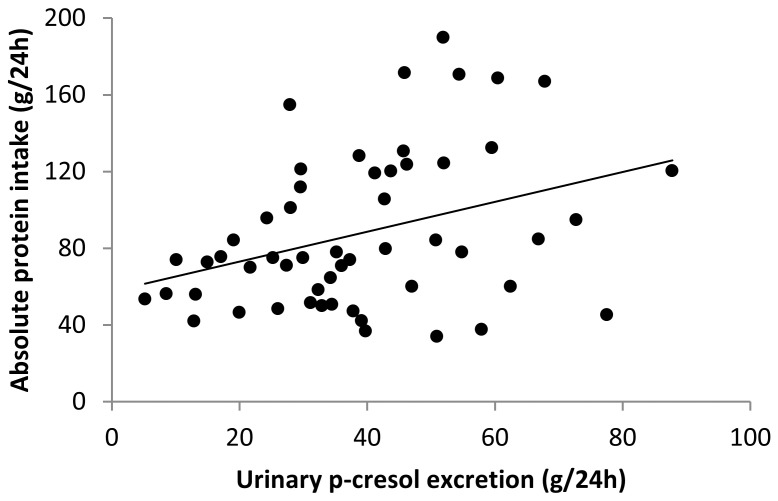 200
160
120
80
40
0
Absolute protein intake (g/24h)
0 20 40 60 80 100
Urinary p-cresol excretion (g/24h)